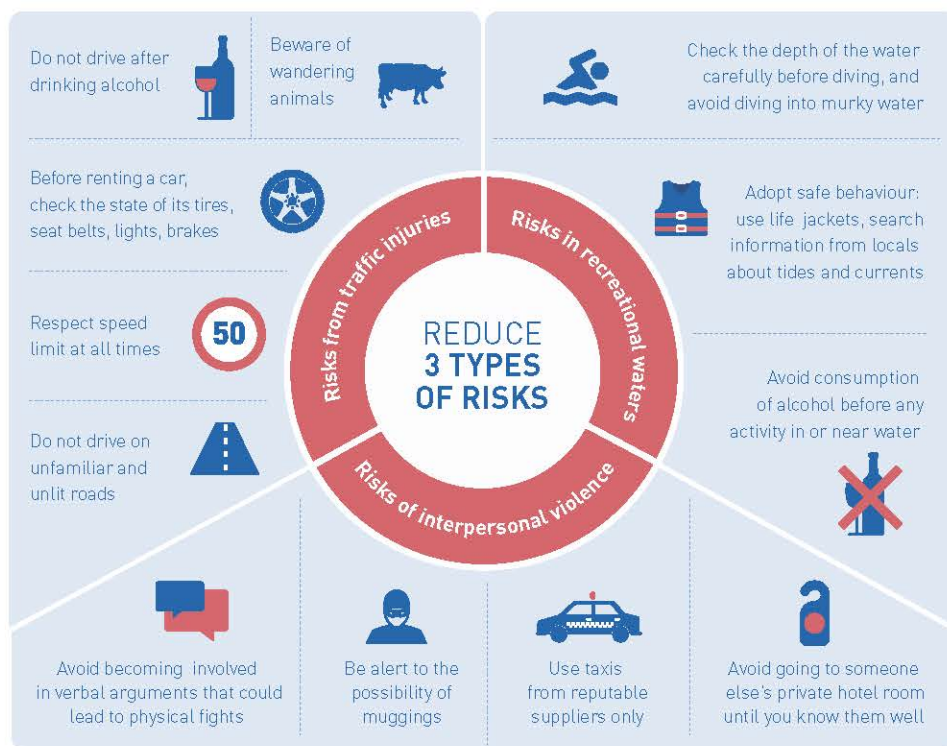 Do not drive after
drinking alcohol
Beware of
wandering
animals
Before renting a car,
check the state of its tires,
seat belts, lights, brakes
Respect speed
limit at all times
50
Do not drive on
unfamiliar and
unlit roads
Risks from traffic injuries
REDUCE
3 TYPES
OF RISKS
Risks in recreational waters
Check the depth of the water
carefully before diving, and
avoid diving into murky water
Adopt safe behaviour:
use life jackets, search
information from locals
about tides and currents
Avoid consumption
of alcohol before any
activity in or near water
Risks of interpersonal violence
Avoid becoming involved
in verbal arguments that could
lead to physical fights
Be alert to the
possibility of
muggings
Use taxis
from reputable
suppliers only
Avoid going to someone
else's private hotel room
until you know them well